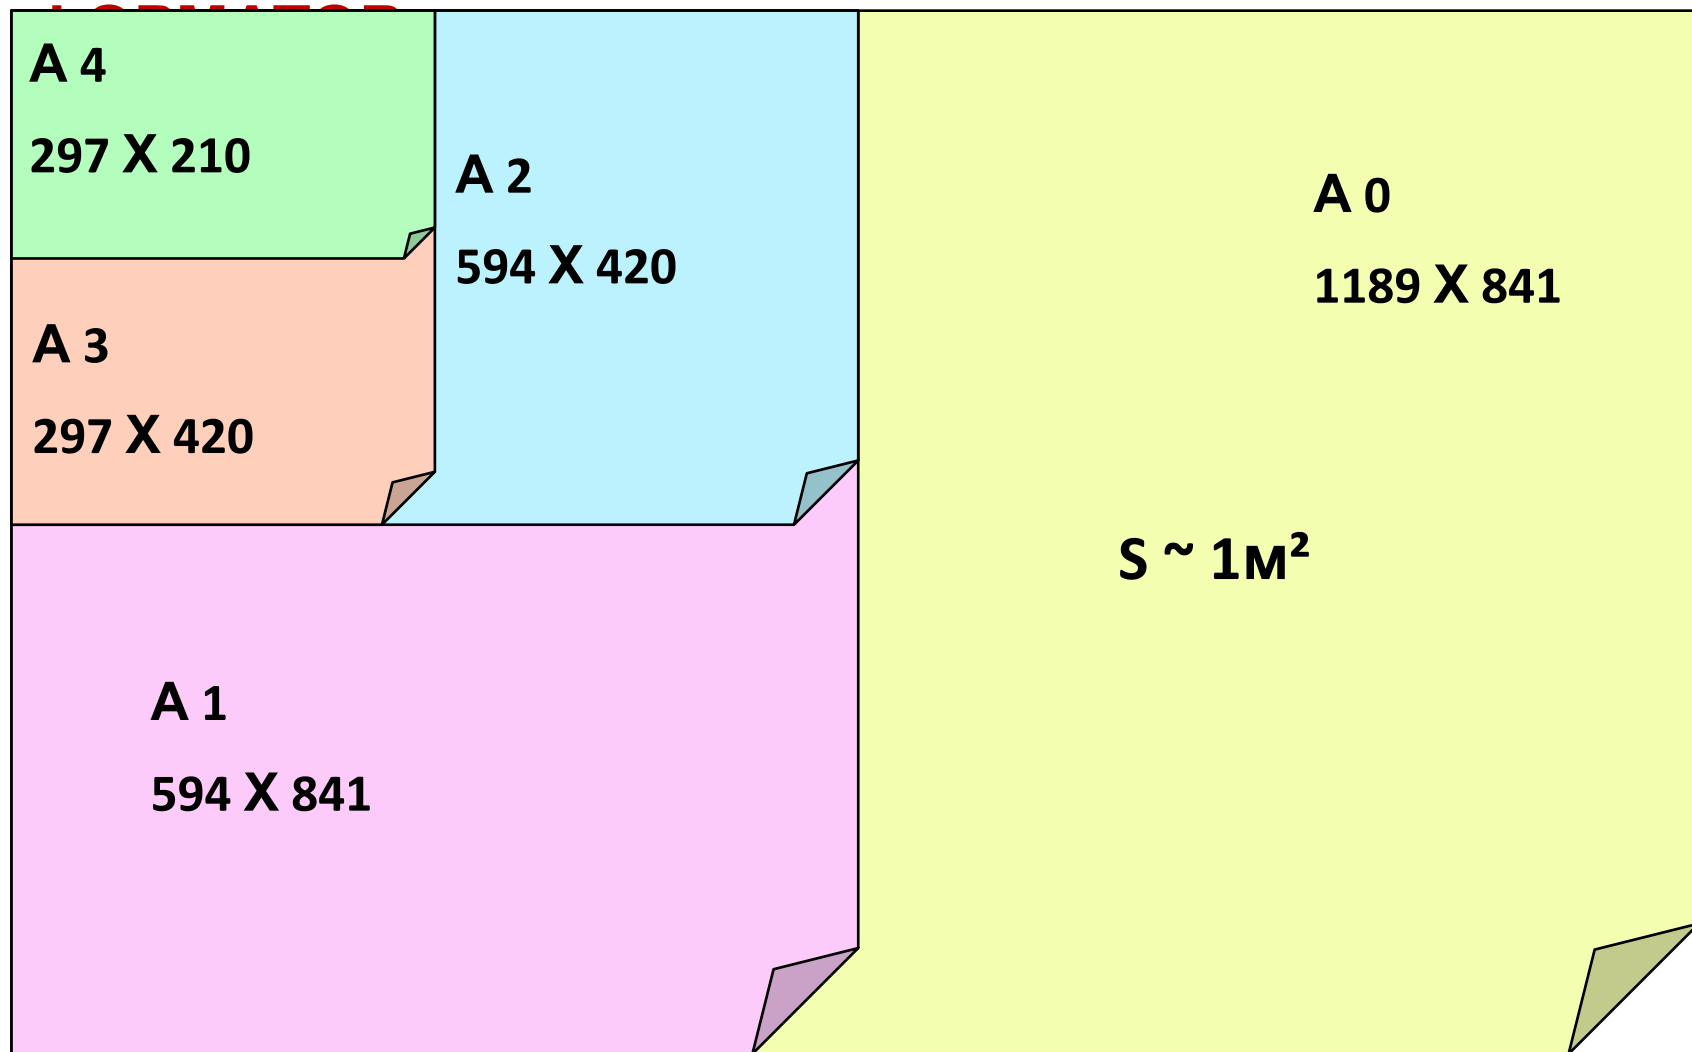 А 4
297 Х 210
А 3
297 Х 420
А 2
594 Х 420
А 1
594 Х 841
А 0
1189 Х 841
S ~ 1м²